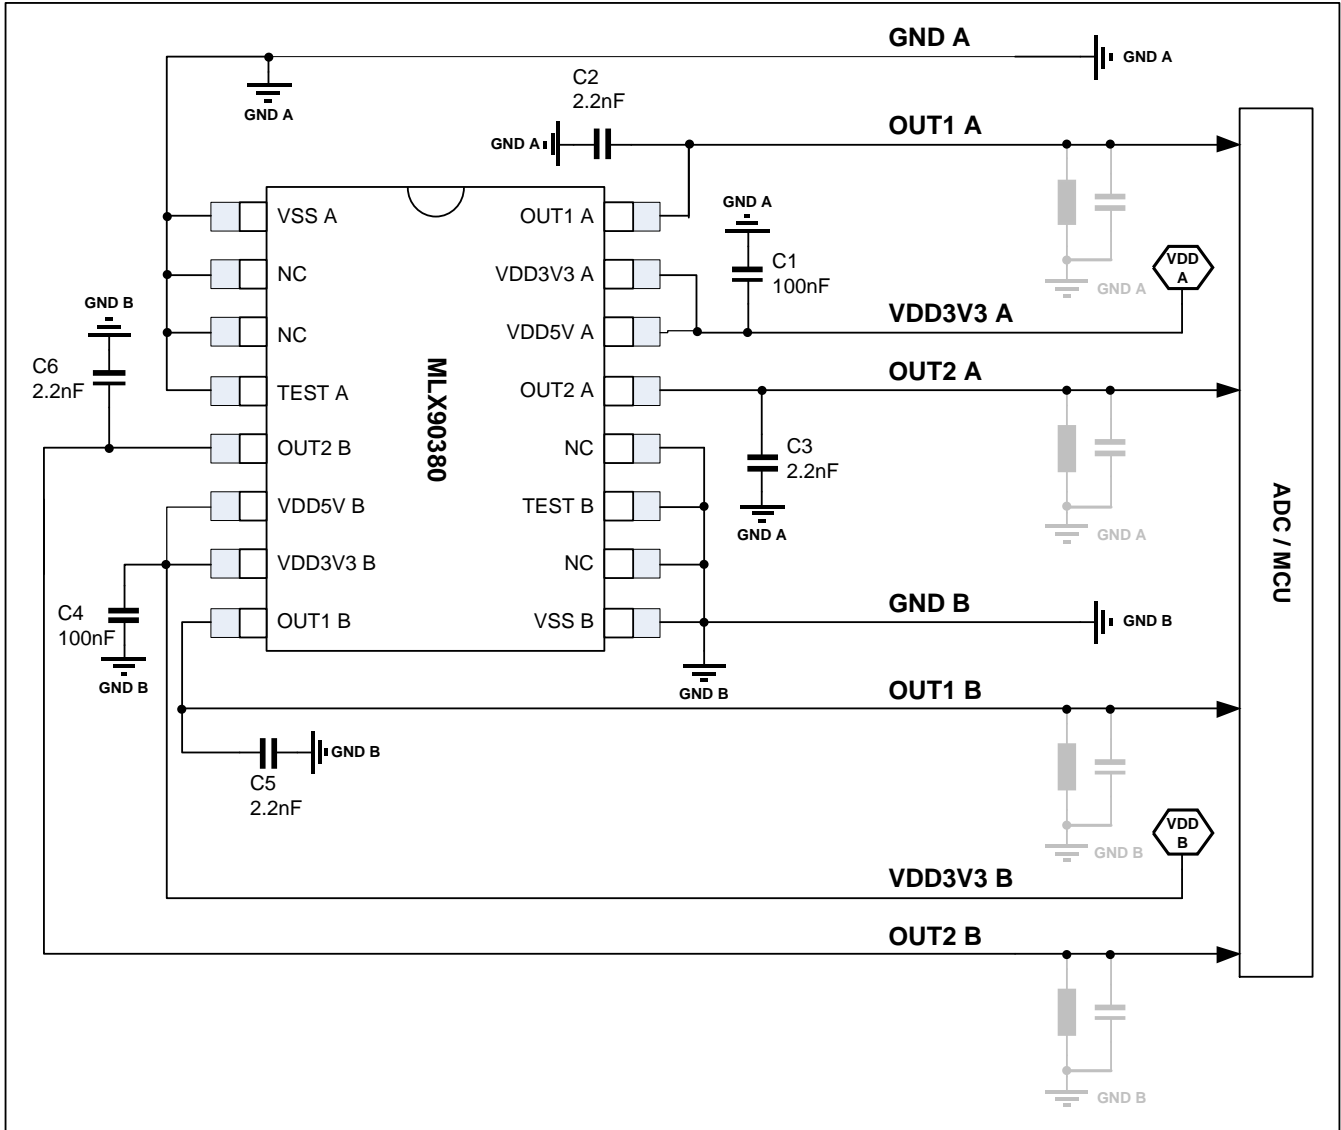 GND A
GND A
GND A
C2
2.2nF
GND A
OUT1 A
GND A
VSS A
OUT1 A
NC
VDD3V3 A
C1
100nF
VDD
A
GND A
GND B
VDD3V3 A
NC
VDD5V A
C6
2.2nF
MLX90380
OUT2 A
TEST A
OUT2 A
OUT2 B
NC
C3
2.2nF
ADC / MCU
VDD5V B
TEST B
GND A
GND A
VDD3V3 B
NC
C4
100nF
OUT1 B
VSS B
GND B
GND B
GND B
GND B
OUT1 B
GND B
C5
2.2nF
VDD
B
GND B
VDD3V3 B
OUT2 B
GND B